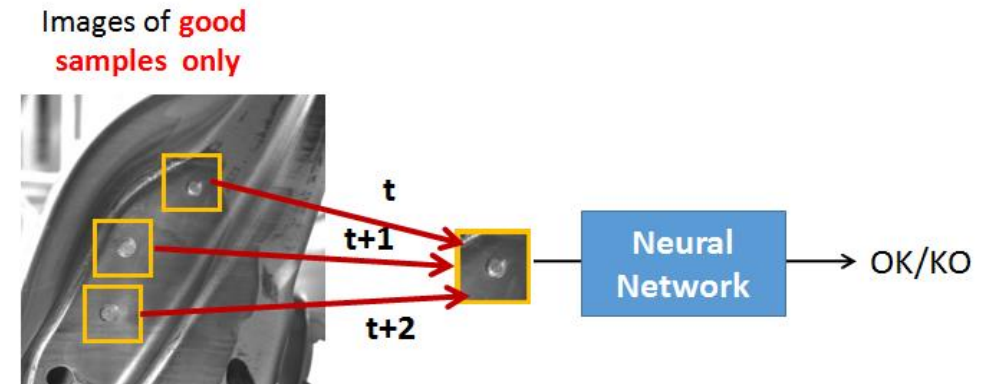 Images of good
samples only
t
t+1
t+2
Neural
Network
OK/KO